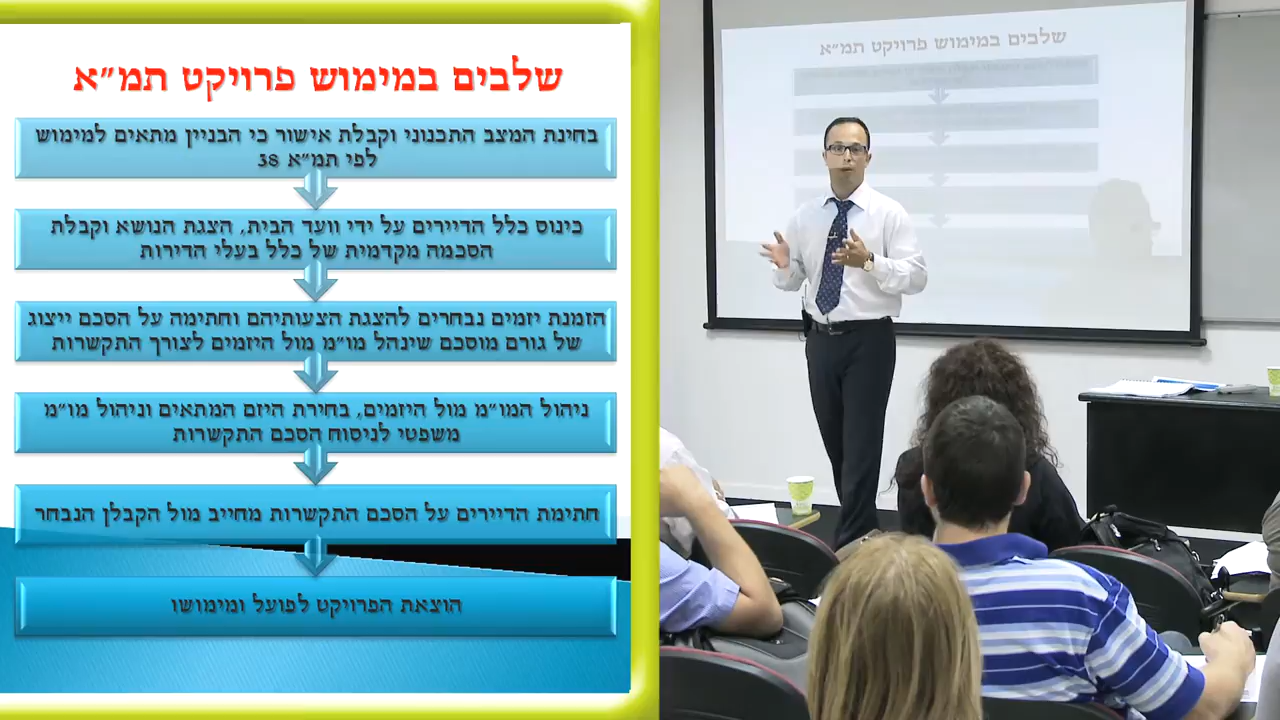 שלבים במימוש פרויקט תמ"א
בחינת המצב התכנוני וקבלת אישור כי הבניין מתאים למימוש
לפי תמ"א 38
כינוס כלל הדיירים על ידי וועד הבית, הצגת הנושא וקבלת
הסכמה מקדמית של כלל בעלי הדירות
הזמנת יזמים נבחרים להצגת הצעותיהם וחתימה על הסכם ייצוג
של גורם מוסכם שינהל מו"מ מול היזמים לצורך התקשרות
ניהול המו"מ מול היזמים, בחירת היזם המתאים וניהול מו"מ
משפטי לניסוח הסכם התקשרות
חתימת הדיירים על הסכם התקשרות מחייב מול הקבלן הנבחר
הוצאת הפרויקט לפועל ומימושו
שלבים במימוש פרויקט תמ"א